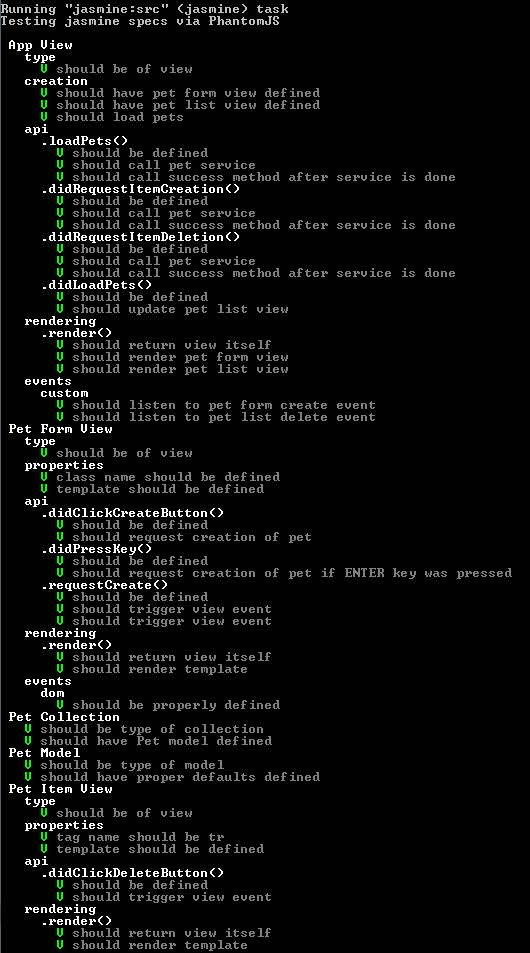 Running "jasmine:src" (jasmine) task
Testing jasmine specs via PhantomJS

 App View
   type
     V should be of view
   creation
     V should have pet form view defined
     V should have pet list view defined
     V should load pets
   api
     .loadPets()
       V should be defined
       V should call pet service
       V should call success method after service is done
     .didRequestItemCreation()
       V should be defined
       V should call pet service
       V should call success method after service is done
     .didRequestItemDeletion()
       V should be defined
       V should call pet service
       V should call success method after service is done
     .didLoadPets()
       V should be defined
       V should update pet list view
   rendering
     .render()
       V should return view itself
       V should render pet form view
       V should render pet list view
   events
     custom
       V should listen to pet form create event
       V should listen to pet list delete event
 Pet Form View
   type
     V should be of view
   properties
     V class name should be defined
     V template should be defined
   api
     .didClickCreateButton()
       V should be defined
       V should request creation of pet
     .didPressKey()
       V should be defined
       V should request creation of pet if ENTER key was pressed
     .requestCreate()
       V should be defined
       V should trigger view event
       V should trigger view event
   rendering
     .render()
       V should return view itself
       V should render template
   events
     dom
       V should be properly defined
 Pet Collection
   V should be type of collection
   V should have Pet model defined
 Pet Model
   V should be type of model
   V should have proper defaults defined
 Pet Item View
   type
     V should be of view
   properties
     V tag name should be tr
     V template should be defined
   api
     .didClickDeleteButton()
       V should be defined
       V should trigger view event
   rendering
     .render()
       V should return view itself
       V should render template